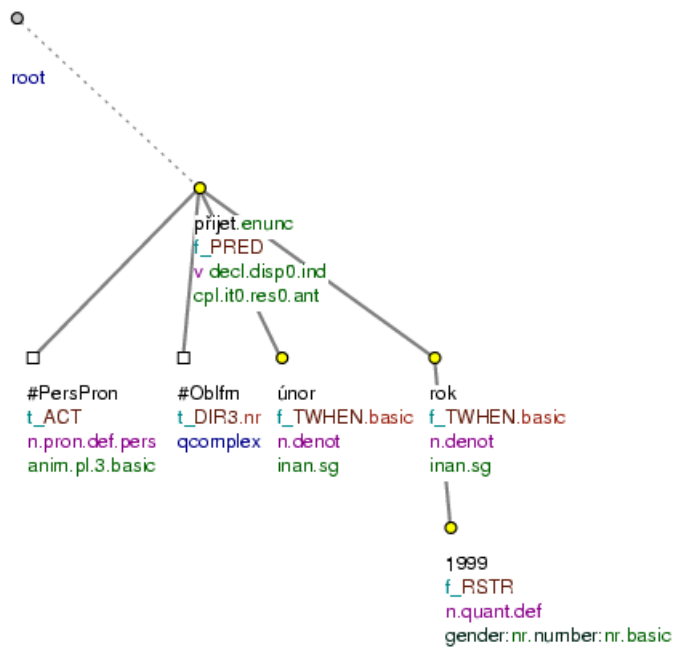 root
přijet.enunc
f_PRED
v decl.disp0.ind
cpl.it0.res0.ant
#PersPron
t_ACT
n.pron.def.pers
anim.pl.3.basic
#Oblfm
t_DIR3.nr
qcomplex
únor
f_TWHEN.basic
n.denot
inan.sg
rok
f_TWHEN.basic
n.denot
inan.sg
1999
f_RSTR
n.quant.def
gender:nr.number:nr.basic